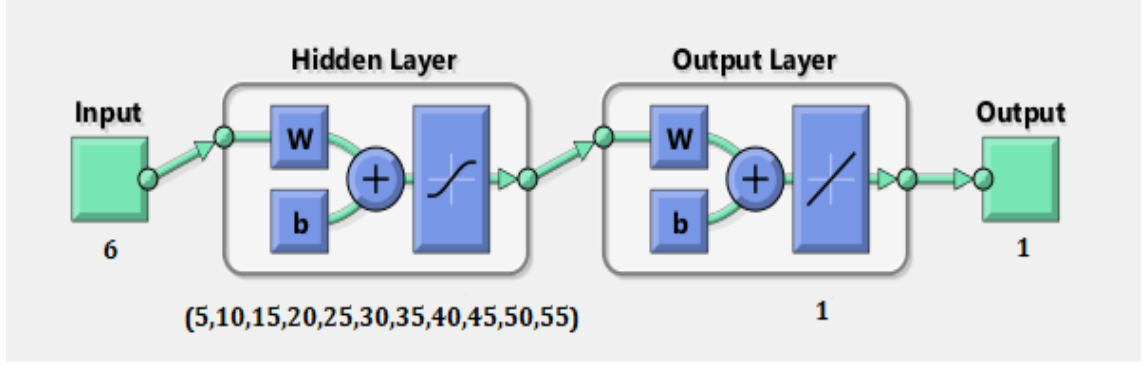 Hidden Layer
Output Layer
Input
Output
W
b
+
W
b
+
6
(5,10,15,20,25,30,35,40,45,50,55)
1
1